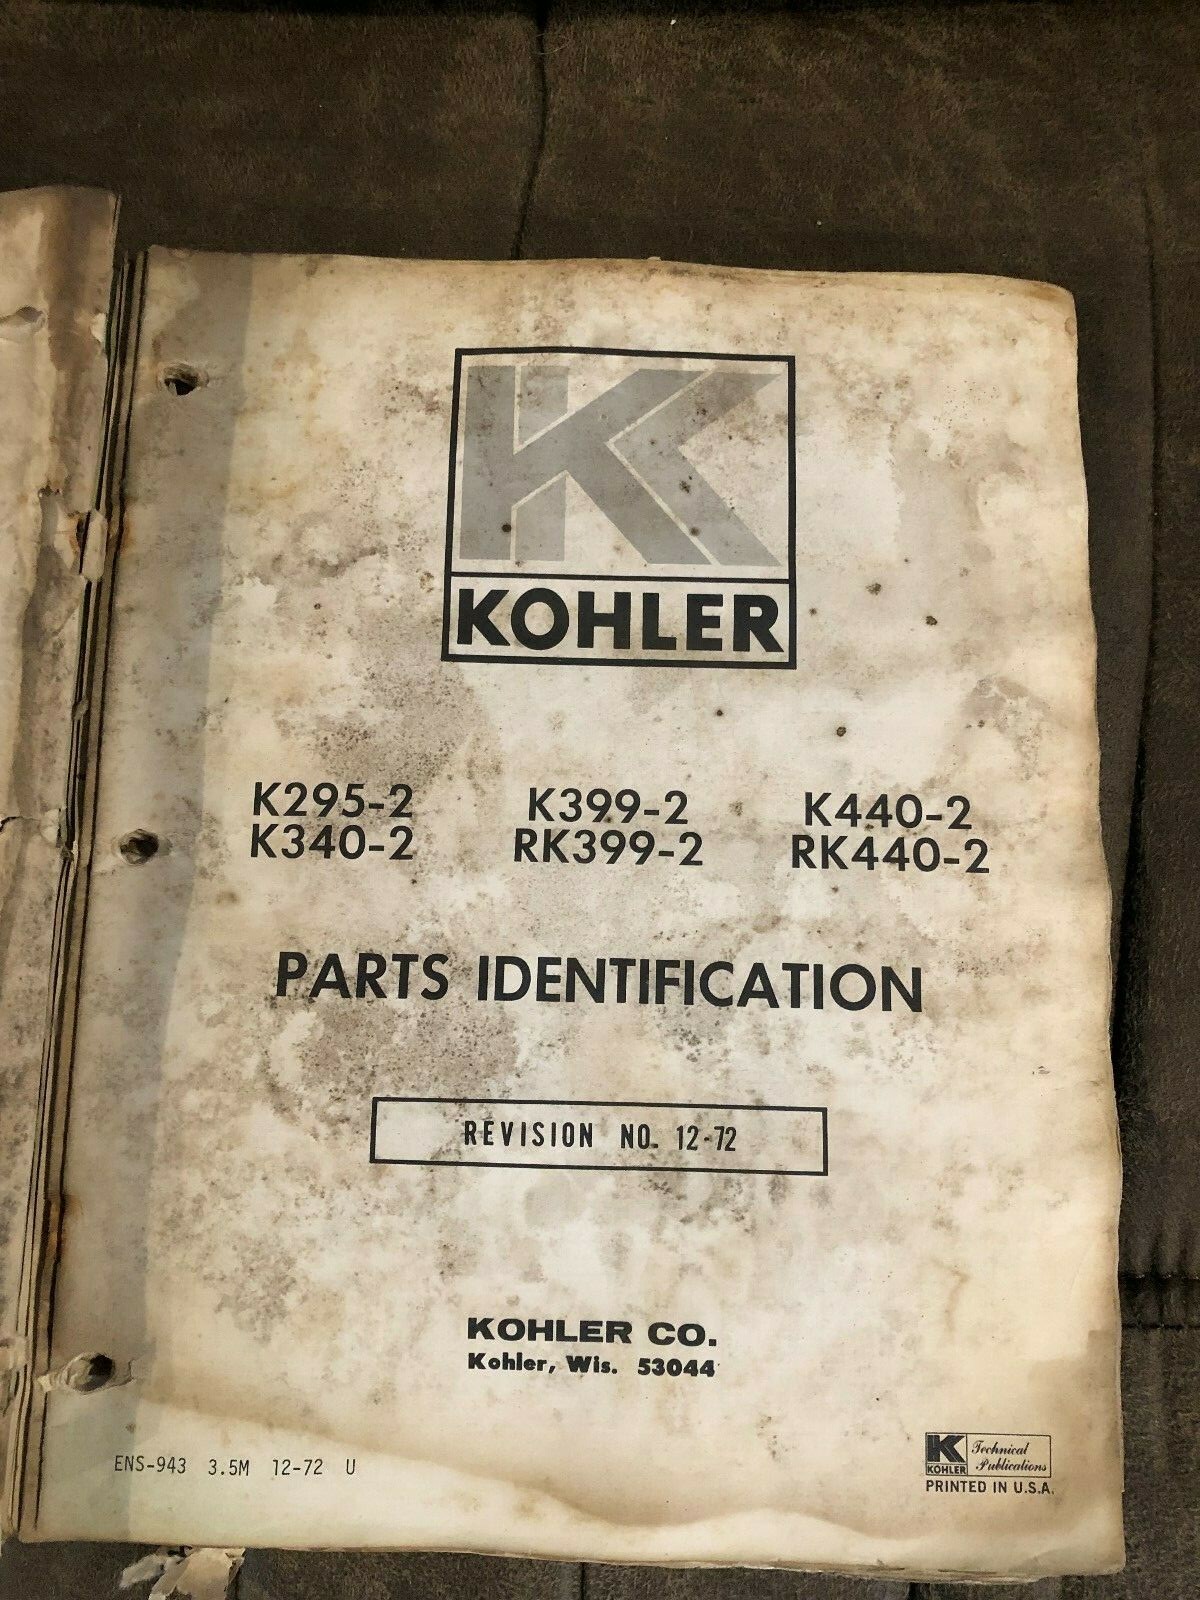 KOHLER
K295-2 K399-2 K440-2
K340-2 RK399-2 RK440-2
PARTS IDENTIFICATION
REVISION NO. 12-72
KOHLER CO.
Kohler, Wis. 53044
ENS-943 3.5M 12-72 U
KOHLER
Technical
Publications
PRINTED IN U.S.A.